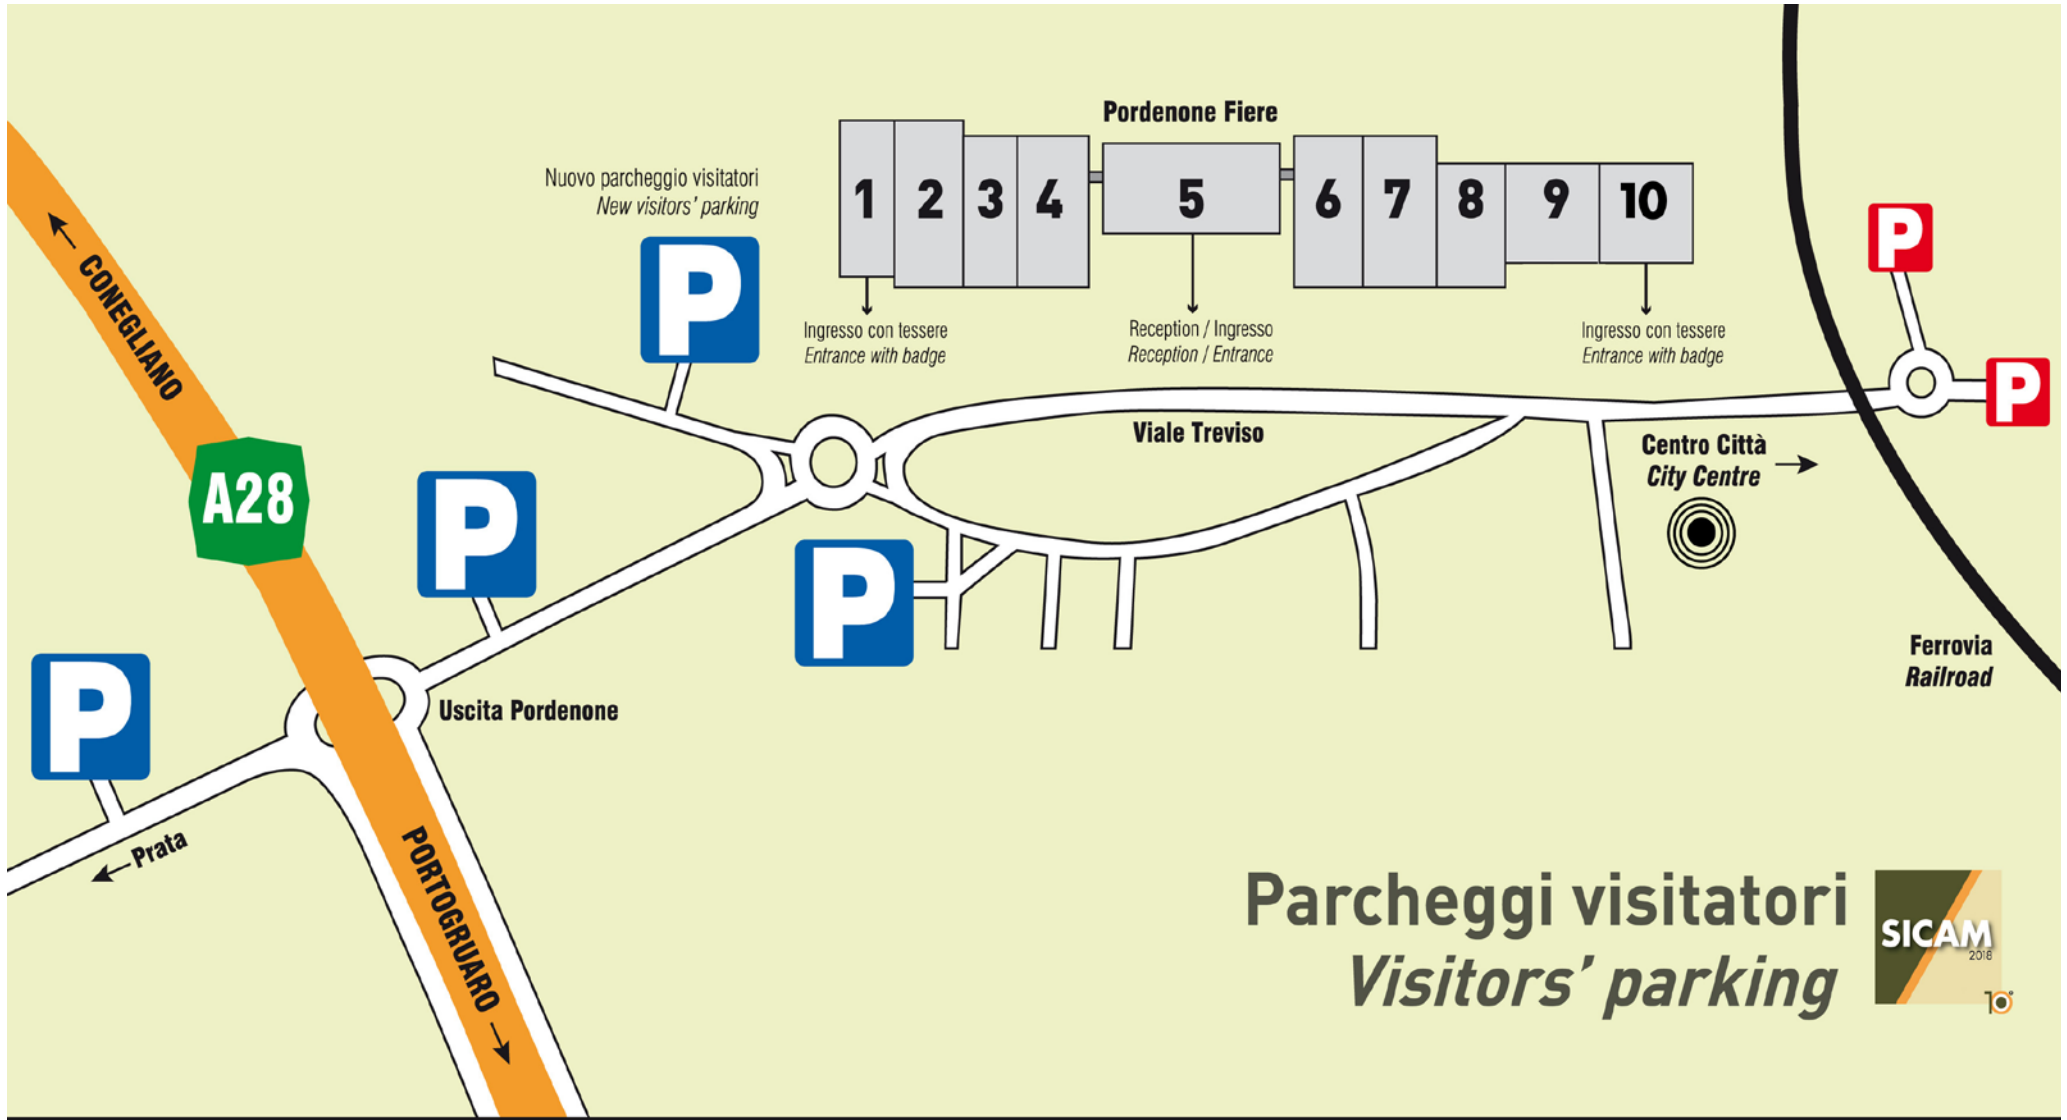 Pordenone Fiere
1 2 3 4 5 6 7 8 9 10
Nuovo parcheggio visitatori
New visitors' parking
P
P
Ingresso con tessere
Entrance with badge
Reception / Ingresso
Reception / Entrance
Ingresso con tessere
Entrance with badge
CONEGLIANO
P
Viale Treviso
Centro Città
City Centre
A28
P
P
Ferrovia
Railroad
P
Uscita Pordenone
Prata
PORTOGRUARO
Parcheggi visitatori
Visitors' parking
SICAM
2018
10°